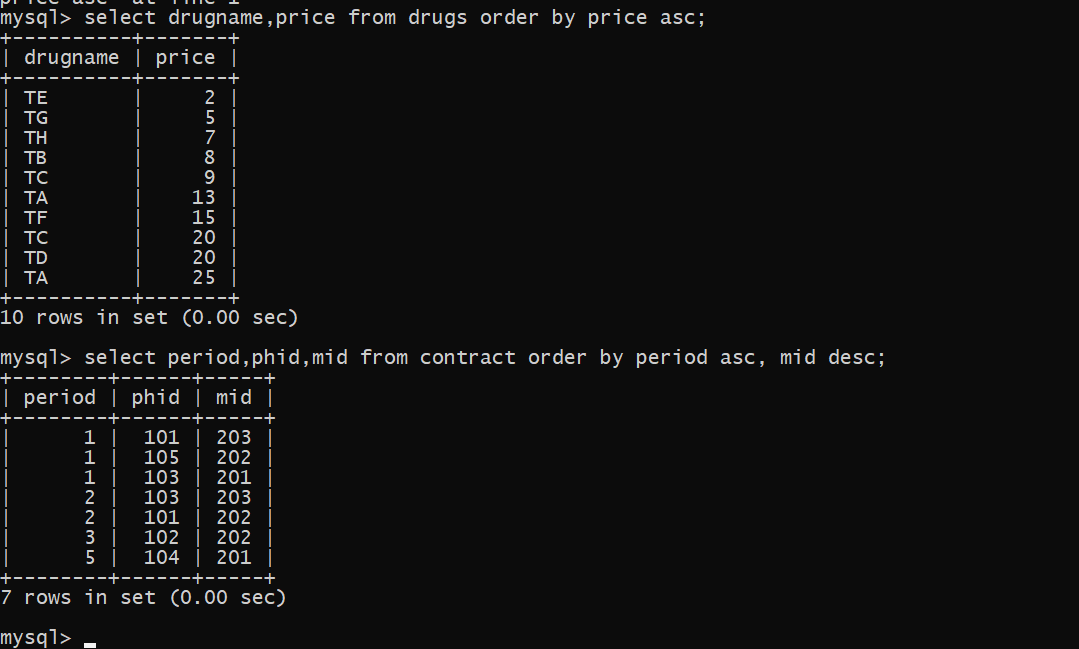 price asc' at line 1
mysql> select drugname,price from drugs order by price asc;
+----------+-------+
| drugname | price |
+----------+-------+
| TE       |     2 |
| TG       |     5 |
| TH       |     7 |
| TB       |     8 |
| TC       |     9 |
| TA       |    13 |
| TF       |    15 |
| TC       |    20 |
| TD       |    20 |
| TA       |    25 |
+----------+-------+
10 rows in set (0.00 sec)
mysql> select period,phid,mid from contract order by period asc, mid desc;
+--------+------+-----+
| period | phid | mid |
+--------+------+-----+
|      1 |  101 | 203 |
|      1 |  105 | 202 |
|      1 |  103 | 201 |
|      2 |  103 | 203 |
|      2 |  101 | 202 |
|      3 |  102 | 202 |
|      5 |  104 | 201 |
+--------+------+-----+
7 rows in set (0.00 sec)
mysql>